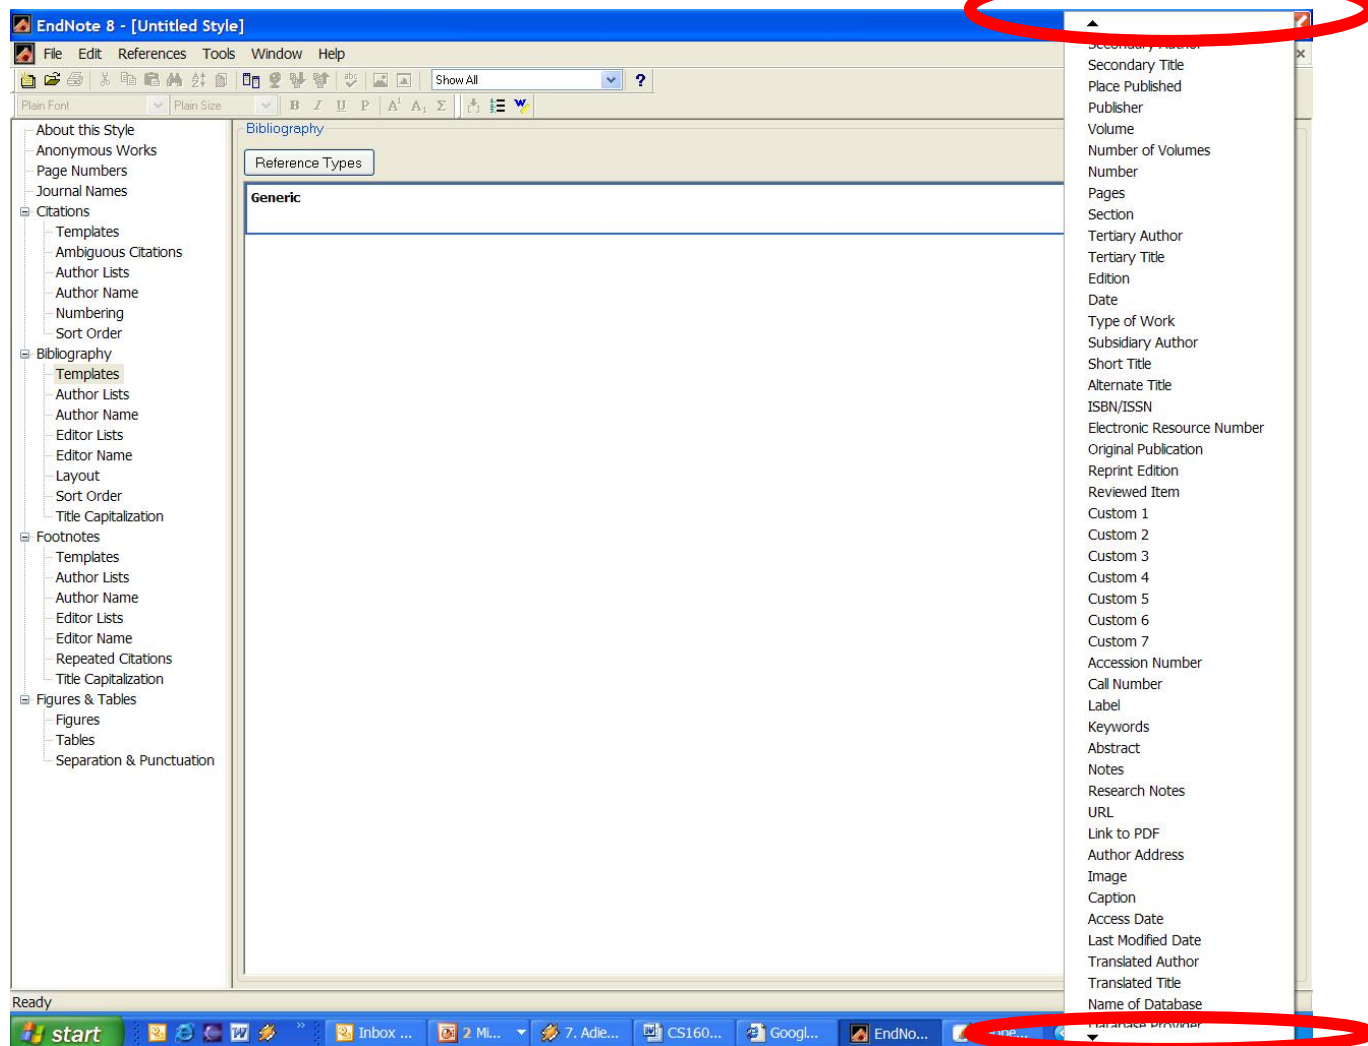 EndNote 8 - [Untitled Style]
File Edit References Tools Window Help
Show All
Plain Font Plain Size B I U P A¹ A₁ Σ
About this Style
Anonymous Works
Page Numbers
Journal Names
Citations
Templates
Ambiguous Citations
Author Lists
Author Name
Numbering
Sort Order
Bibliography
Templates
Author Lists
Author Name
Editor Lists
Editor Name
Layout
Sort Order
Title Capitalization
Footnotes
Templates
Author Lists
Author Name
Editor Lists
Editor Name
Repeated Citations
Title Capitalization
Figures & Tables
Figures
Tables
Separation & Punctuation
Bibliography
Reference Types
Generic
Secondary Author
Secondary Title
Place Published
Publisher
Volume
Number of Volumes
Number
Pages
Section
Tertiary Author
Tertiary Title
Edition
Date
Type of Work
Subsidiary Author
Short Title
Alternate Title
ISBN/ISSN
Electronic Resource Number
Original Publication
Reprint Edition
Reviewed Item
Custom 1
Custom 2
Custom 3
Custom 4
Custom 5
Custom 6
Custom 7
Accession Number
Call Number
Label
Keywords
Abstract
Notes
Research Notes
URL
Link to PDF
Author Address
Image
Caption
Access Date
Last Modified Date
Translated Author
Translated Title
Name of Database
Database Provider
Ready
start Inbox ... 2 Mi... 7. Adie... CS160... Googl... EndNo...